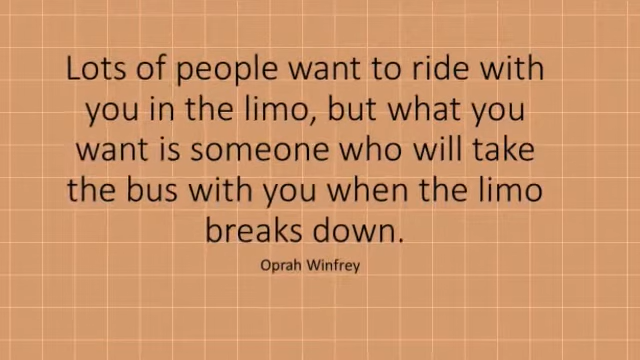 Lots of people want to ride with
you in the limo, but what you
want is someone who will take
the bus with you when the limo
breaks down.
Oprah Winfrey